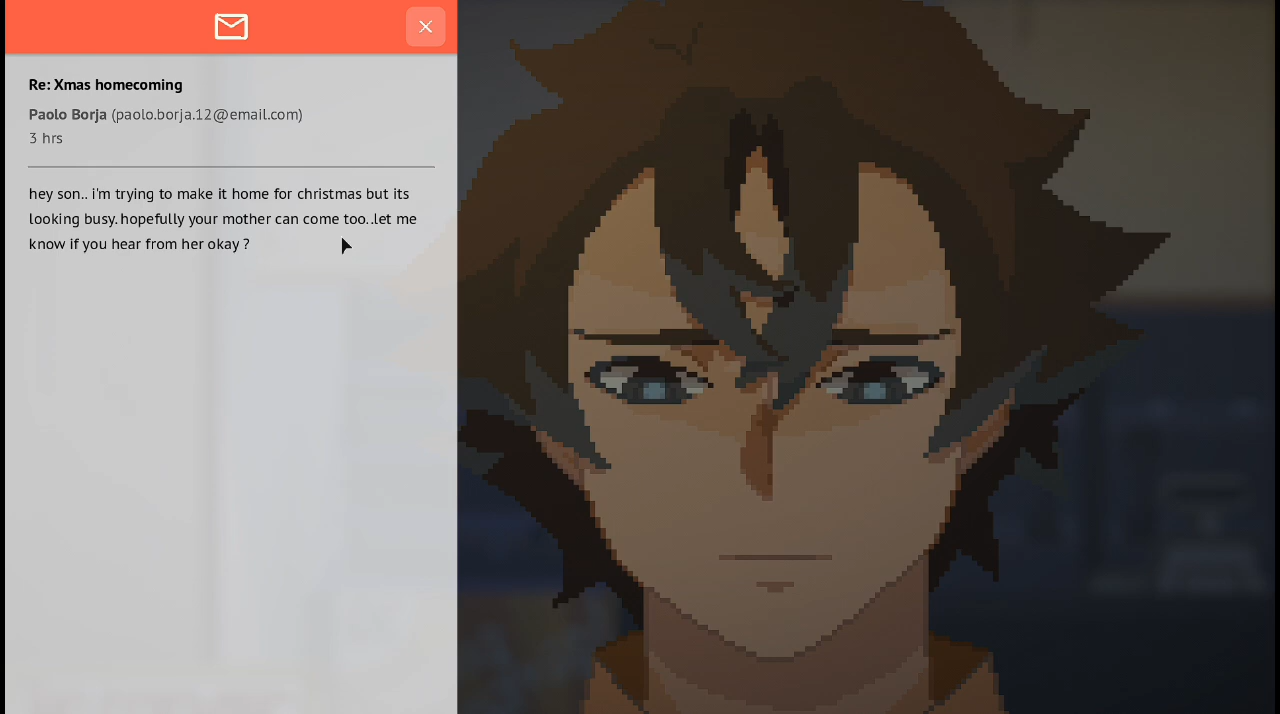 Re: Xmas homecoming
Paolo Borja (paolo.borja.12@email.com)
3 hrs
hey son.. i'm trying to make it home for christmas but its
looking busy. hopefully your mother can come too. .let me
know if you hear from her okay ?